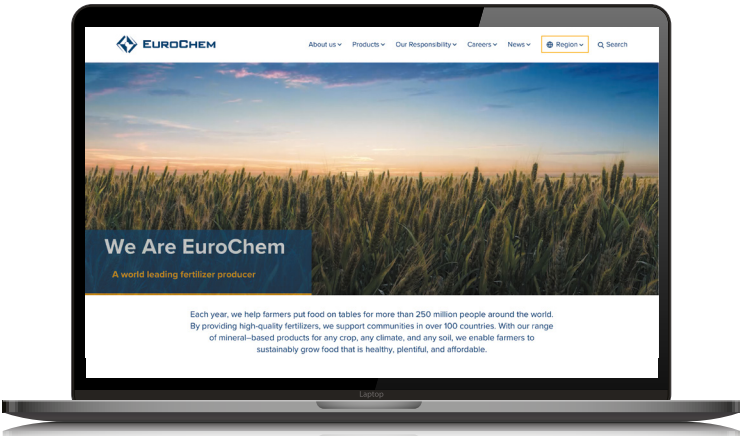 EUROCHEM
About us Products Our Responsibility Careers News Region Search
We Are EuroChem
A world leading fertilizer producer
Each year, we help farmers put food on tables for more than 250 million people around the world.
By providing high-quality fertilizers, we support communities in over 100 countries. With our range
of mineral–based products for any crop, any climate, and any soil, we enable farmers to
sustainably grow food that is healthy, plentiful, and affordable.
Laptop